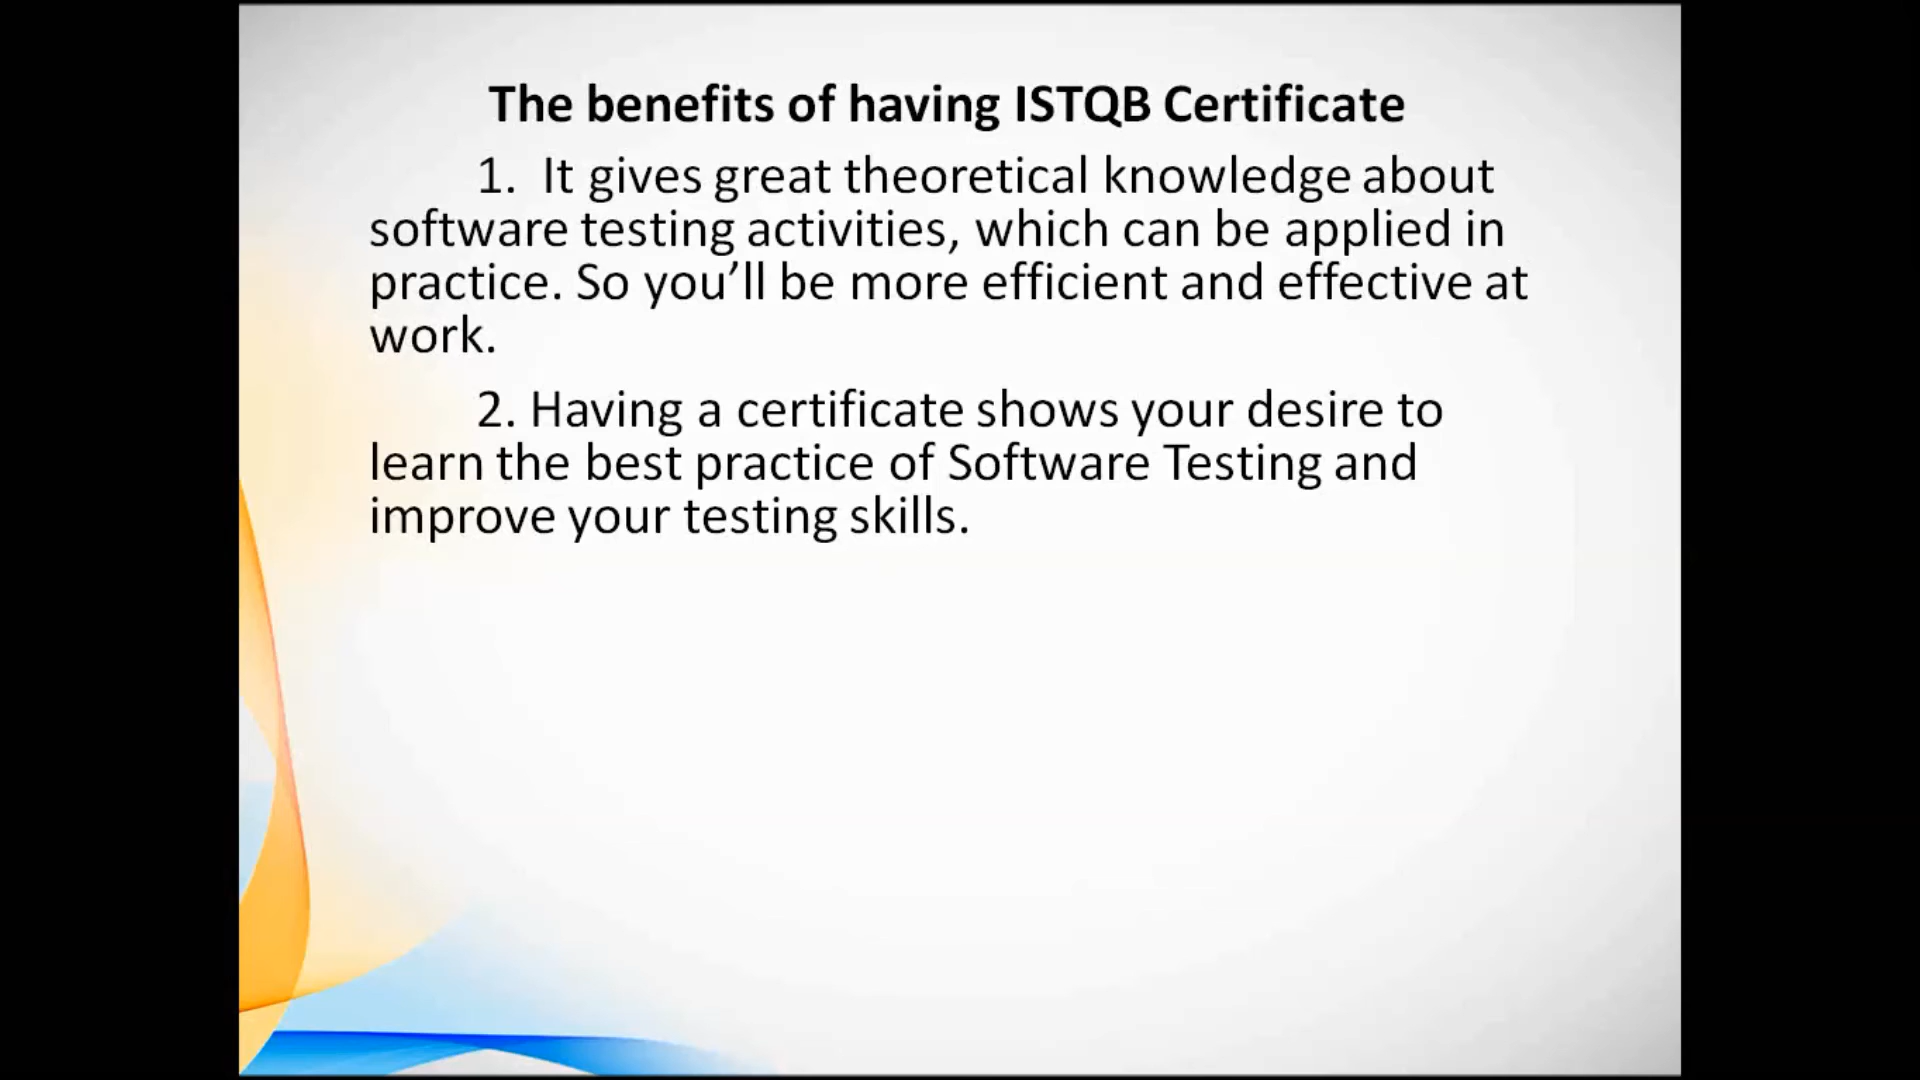 The benefits of having ISTQB Certificate
1. It gives great theoretical knowledge about
software testing activities, which can be applied in
practice. So you’ll be more efficient and effective at
work.
2. Having a certificate shows your desire to
learn the best practice of Software Testing and
improve your testing skills.